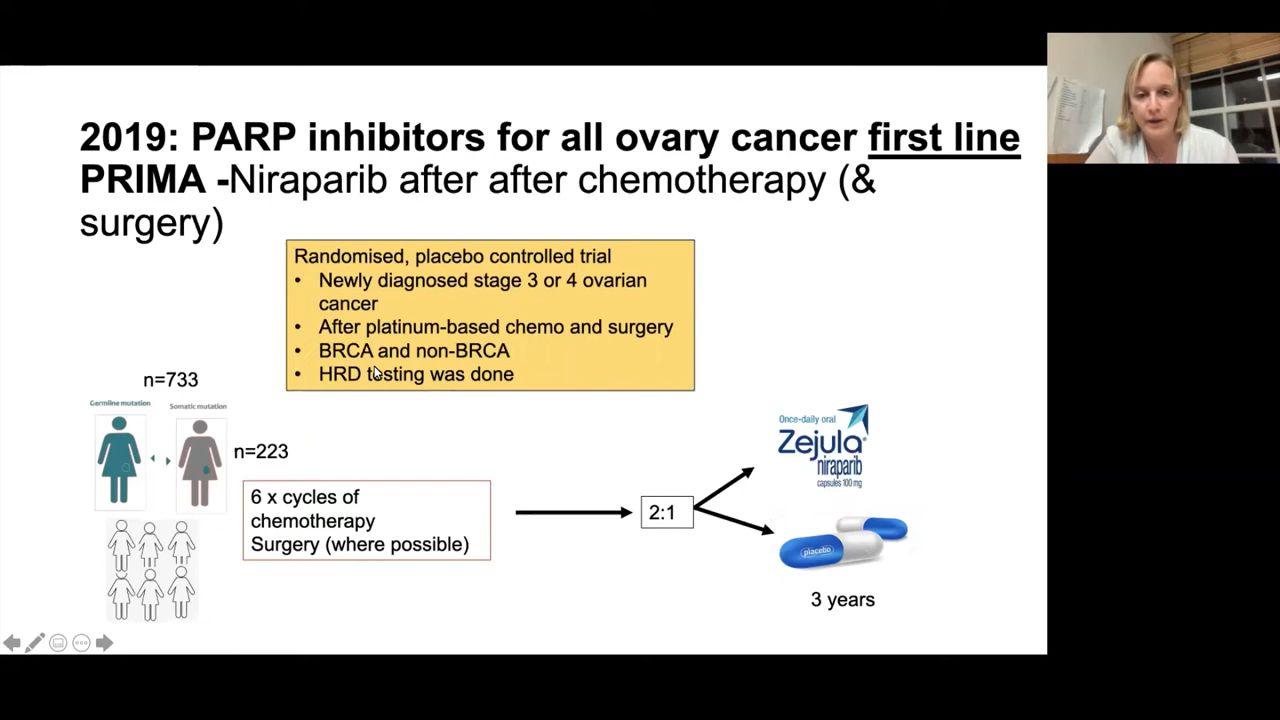 2019: PARP inhibitors for all ovary cancer first line
PRIMA -Niraparib after after chemotherapy (&
surgery)
Randomised, placebo controlled trial
• Newly diagnosed stage 3 or 4 ovarian
cancer
• After platinum-based chemo and surgery
• BRCA and non-BRCA
• HRD testing was done
n=733
Germline mutation
Somatic mutation
n=223
6 x cycles of
chemotherapy
Surgery (where possible)
2:1
Once-daily oral
Zejula®
niraparib
capsules 100 mg
placebo
3 years